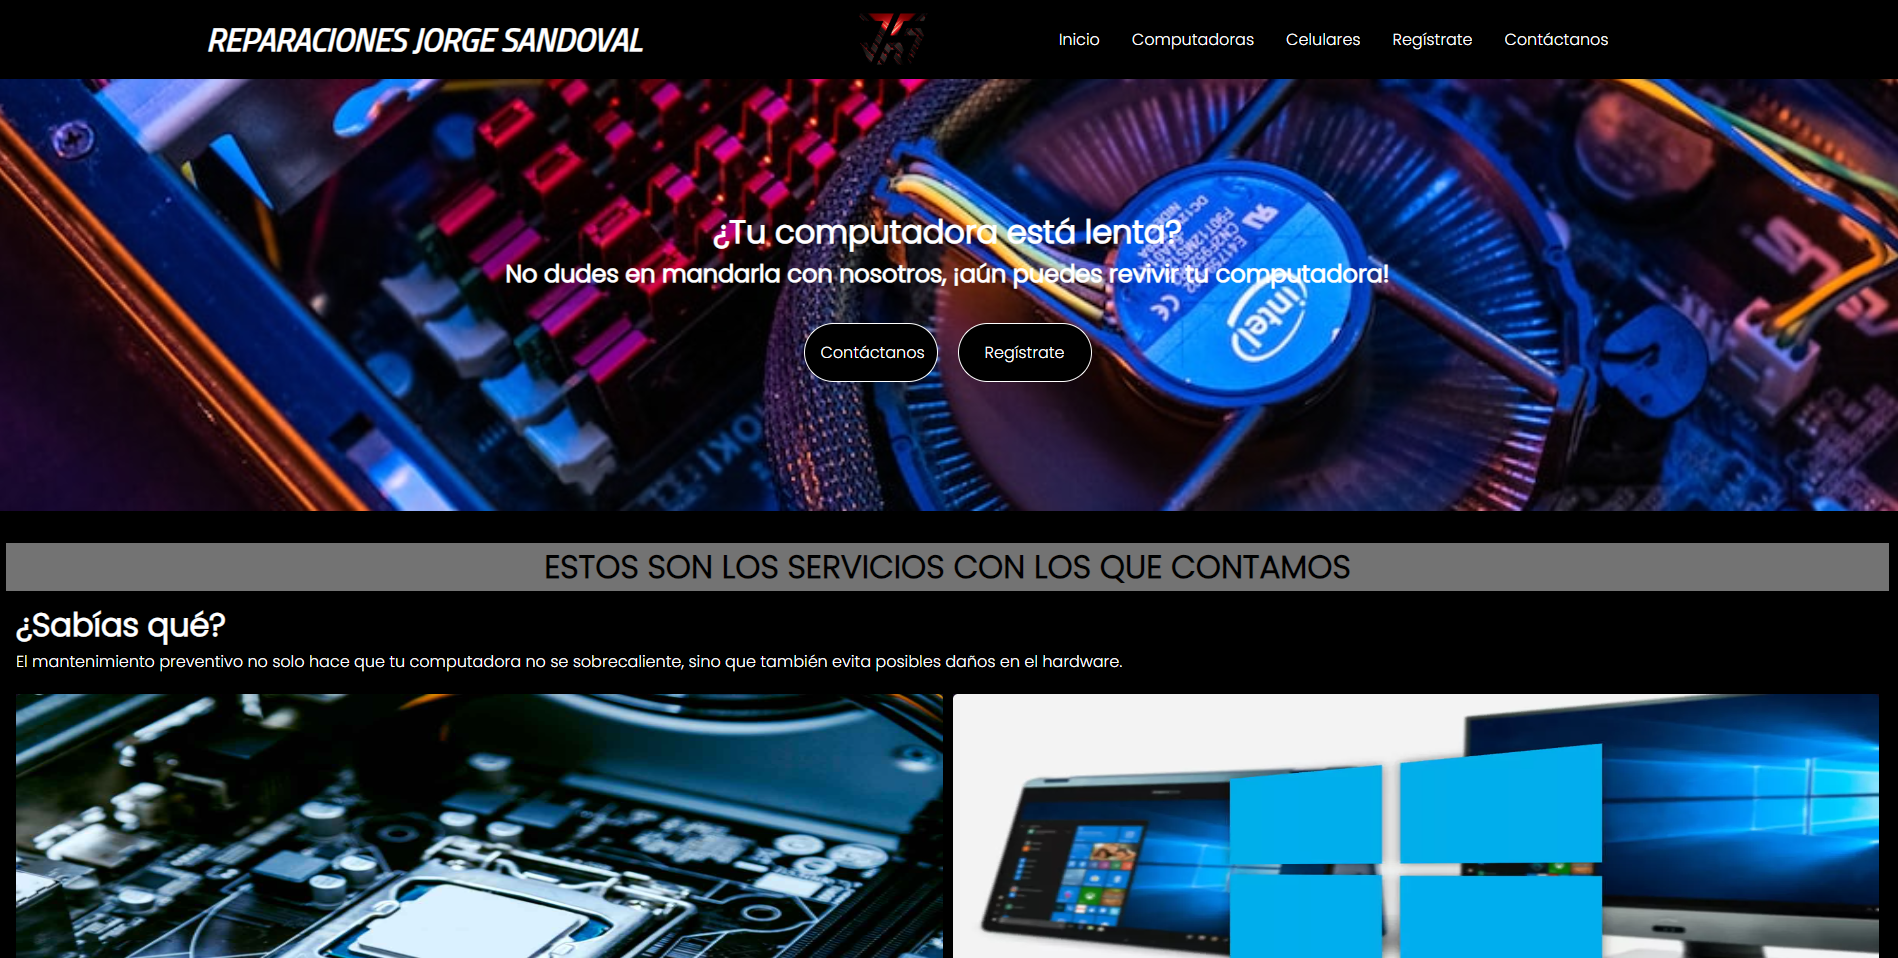 REPARACIONES JORGE SANDOVAL
Inicio Computadoras Celulares Regístrate Contáctanos
¿Tu computadora está lenta?
No dudes en mandarla con nosotros, ¡aún puedes revivir tu computadora!
intel
CE
Contáctanos Regístrate
ESTOS SON LOS SERVICIOS CON LOS QUE CONTAMOS
¿Sabías qué?
El mantenimiento preventivo no solo hace que tu computadora no se sobrecaliente, sino que también evita posibles daños en el hardware.